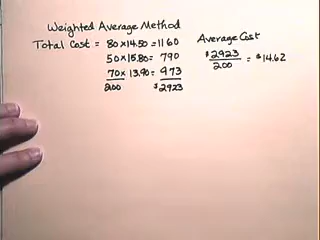 Weighted Average Method
Total Cost = 80 x 14.50 = 1160
50 x 15.80 = 790
70 x 13.90 = 973
200 $2923
Average Cost
$2923
200
= $14.62